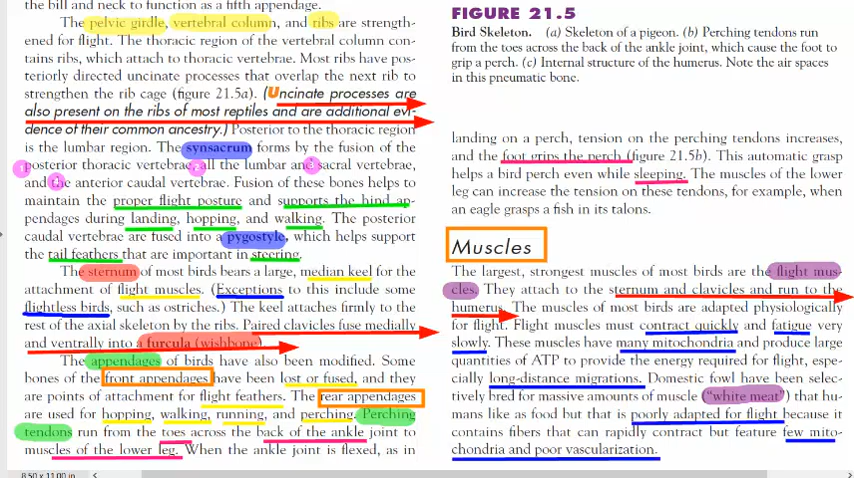 the bill and neck to function as a fifth appendage.
The pelvic girdle, vertebral column, and ribs are strength-
ened for flight. The thoracic region of the vertebral column con-
tains ribs, which attach to thoracic vertebrae. Most ribs have pos-
teriorly directed uncinate processes that overlap the next rib to
strengthen the rib cage (figure 21.5a). (Uncinate processes are
also present on the ribs of most reptiles and are additional evi-
dence of their common ancestry.) Posterior to the thoracic region
is the lumbar region. The synsacrum forms by the fusion of the
posterior thoracic vertebrae, all the lumbar and sacral vertebrae,
and the anterior caudal vertebrae. Fusion of these bones helps to
maintain the proper flight posture and supports the hind ap-
pendages during landing, hopping, and walking. The posterior
caudal vertebrae are fused into a pygostyle, which helps support
the tail feathers that are important in steering.
The sternum of most birds bears a large, median keel for the
attachment of flight muscles. (Exceptions to this include some
flightless birds, such as ostriches.) The keel attaches firmly to the
rest of the axial skeleton by the ribs. Paired clavicles fuse medially
and ventrally into a furcula (wishbone)
The appendages of birds have also been modified. Some
bones of the front appendages have been lost or fused, and they
are points of attachment for flight feathers. The rear appendages
are used for hopping, walking, running, and perching. Perching
tendons run from the toes across the back of the ankle joint to
muscles of the lower leg. When the ankle joint is flexed, as in
FIGURE 21.5
Bird Skeleton. (a) Skeleton of a pigeon. (b) Perching tendons run
from the toes across the back of the ankle joint, which cause the foot to
grip a perch. (c) Internal structure of the humerus. Note the air spaces
in this pneumatic bone.
landing on a perch, tension on the perching tendons increases,
and the foot grips the perch (figure 21.5b). This automatic grasp
helps a bird perch even while sleeping. The muscles of the lower
leg can increase the tension on these tendons, for example, when
an eagle grasps a fish in its talons.
Muscles
The largest, strongest muscles of most birds are the flight mus-
cles. They attach to the sternum and clavicles and run to the
humerus. The muscles of most birds are adapted physiologically
for flight. Flight muscles must contract quickly and fatigue very
slowly. These muscles have many mitochondria and produce large
quantities of ATP to provide the energy required for flight, espe-
cially long-distance migrations. Domestic fowl have been selec-
tively bred for massive amounts of muscle ("white meat") that hu-
mans like as food but that is poorly adapted for flight because it
contains fibers that can rapidly contract but feature few mito-
chondria and poor vascularization.
8.50 x 11.00 in